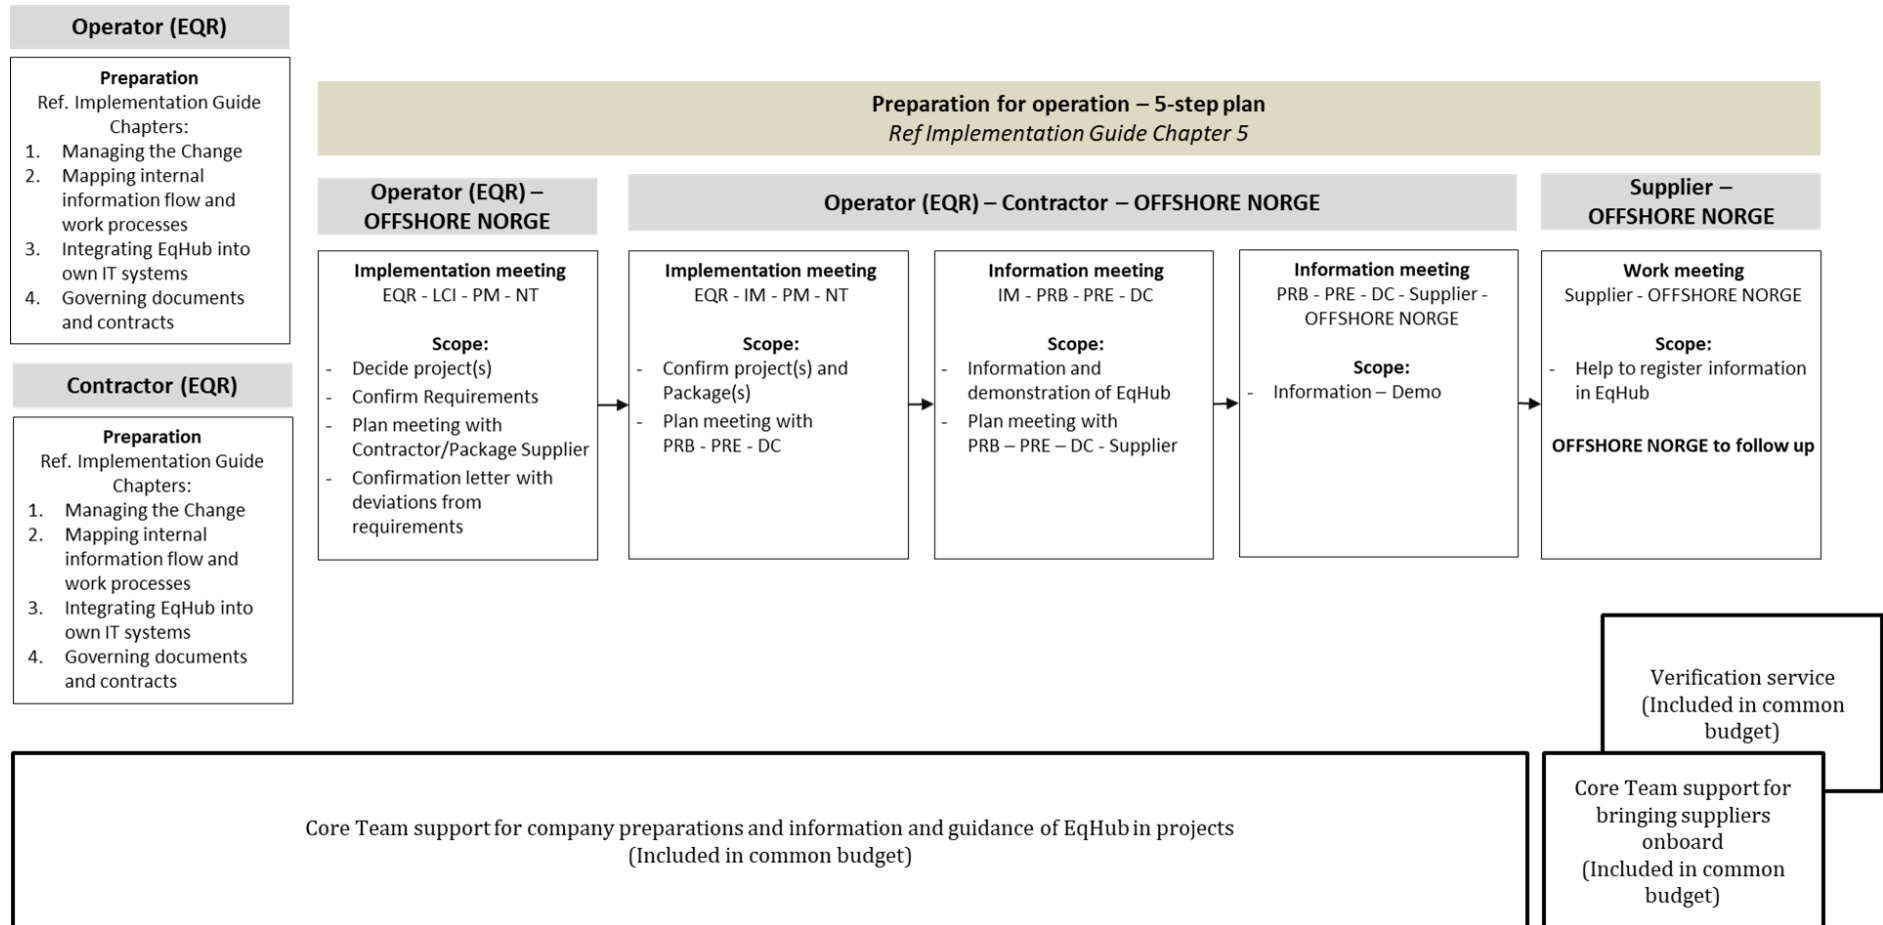 Operator (EQR)
Preparation
Ref. Implementation Guide
Chapters:
1. Managing the Change
2. Mapping internal
information flow and
work processes
3. Integrating EqHub into
own IT systems
4. Governing documents
and contracts
Contractor (EQR)
Preparation
Ref. Implementation Guide
Chapters:
1. Managing the Change
2. Mapping internal
information flow and
work processes
3. Integrating EqHub into
own IT systems
4. Governing documents
and contracts
Preparation for operation – 5-step plan
Ref Implementation Guide Chapter 5
Operator (EQR) –
OFFSHORE NORGE
Operator (EQR) – Contractor – OFFSHORE NORGE
Supplier –
OFFSHORE NORGE
Implementation meeting
EQR - LCI - PM - NT
Scope:
- Decide project(s)
- Confirm Requirements
- Plan meeting with
Contractor/Package Supplier
- Confirmation letter with
deviations from
requirements
Implementation meeting
EQR - IM - PM - NT
Scope:
- Confirm project(s) and
Package(s)
- Plan meeting with
PRB - PRE - DC
Information meeting
IM - PRB - PRE - DC
Scope:
- Information and
demonstration of EqHub
- Plan meeting with
PRB – PRE – DC - Supplier
Information meeting
PRB - PRE - DC - Supplier -
OFFSHORE NORGE
Scope:
- Information – Demo
Work meeting
Supplier - OFFSHORE NORGE
Scope:
- Help to register information
in EqHub
OFFSHORE NORGE to follow up
Verification service
(Included in common
budget)
Core Team support for company preparations and information and guidance of EqHub in projects
(Included in common budget)
Core Team support for
bringing suppliers
onboard
(Included in common
budget)